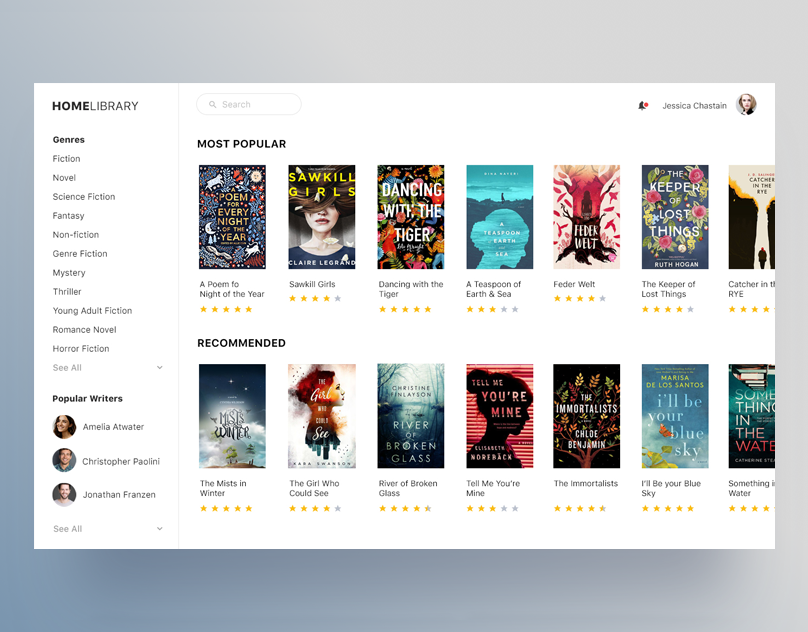 HOMELIBRARY
Search
Jessica Chastain
Genres
Fiction
Novel
Science Fiction
Fantasy
Non-fiction
Genre Fiction
Mystery
Thriller
Young Adult Fiction
Romance Novel
Horror Fiction
See All
Popular Writers
Amelia Atwater
Christopher Paolini
Jonathan Franzen
See All
MOST POPULAR
A POEM
FOR
EVERY
NIGHT
OF THE
YEAR
SAWKILL
GIRLS
CLAIRE LEGRAND
DANCING
WITH THE
TIGER
NINA HAYERI
A
TEASPOON
OF EARTH
AND
SEA
FEDER
WELT
THE
KEEPER
OF
LOST
THINGS
RUTH HOGAN
CATCHER
IN THE
RYE
A Poem fo
Night of the Year
Sawkill Girls
Dancing with the
Tiger
A Teaspoon of
Earth & Sea
Feder Welt
The Keeper of
Lost Things
Catcher in th
RYE
RECOMMENDED
THE
MISTS
IN
WINTER
THE
Girl
WHO
COULD
See
KARA SWANSON
CHRISTINE
FINLAYSON
RIVER
OF
BROKEN
GLASS
TELL ME
YOU'RE
MINE
ELISABETH
NOREBÄCK
THE
IMMORTALISTS
CHLOE
BENJAMIN
MARISA
DE LOS SANTOS
i'll be
your
blue
sky
SOME
THING
IN THE
WATE
CATHERINE STE
The Mists in
Winter
The Girl Who
Could See
River of Broken
Glass
Tell Me You're
Mine
The Immortalists
I'll Be your Blue
Sky
Something i
Water